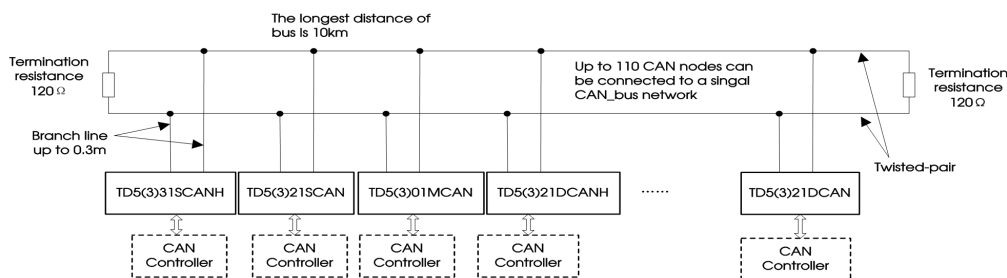 The longest distance of
bus is 10km
Termination
resistance
120Ω
Up to 110 CAN nodes can
be connected to a singal
CAN_bus network
Termination
resistance
120Ω
Branch line
up to 0.3m
Twisted-pair
TD5(3)31SCANH
TD5(3)21SCAN
TD5(3)01MCAN
TD5(3)21DCANH
......
TD5(3)21DCAN
CAN
Controller
CAN
Controller
CAN
Controller
CAN
Controller
CAN
Controller